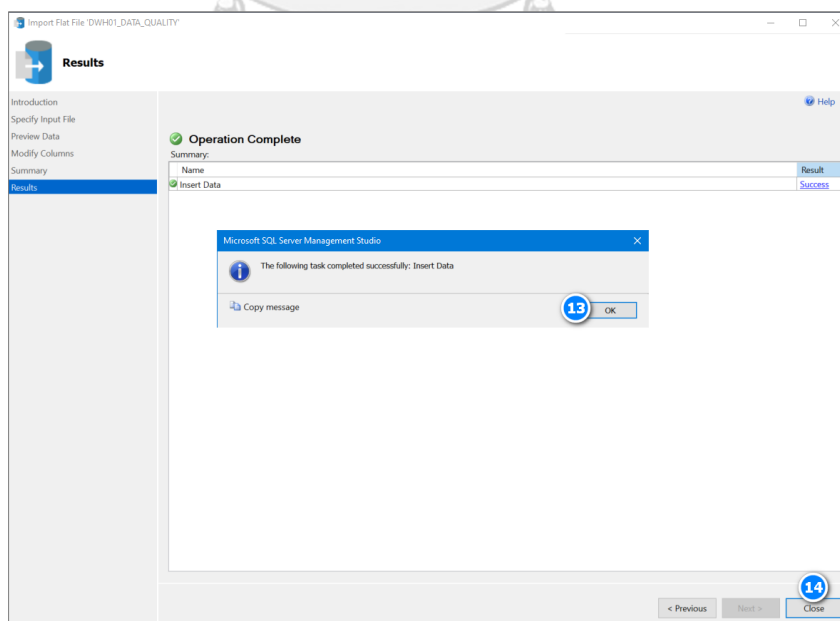 Import Flat File 'DWH01_DATA_QUALITY'
Results
Introduction
Specify Input File
Preview Data
Modify Columns
Summary
Results
Help
Operation Complete
Summary:
Name Result
Insert Data Success
Microsoft SQL Server Management Studio
The following task completed successfully: Insert Data
Copy message
13 OK
14
< Previous Next > Close